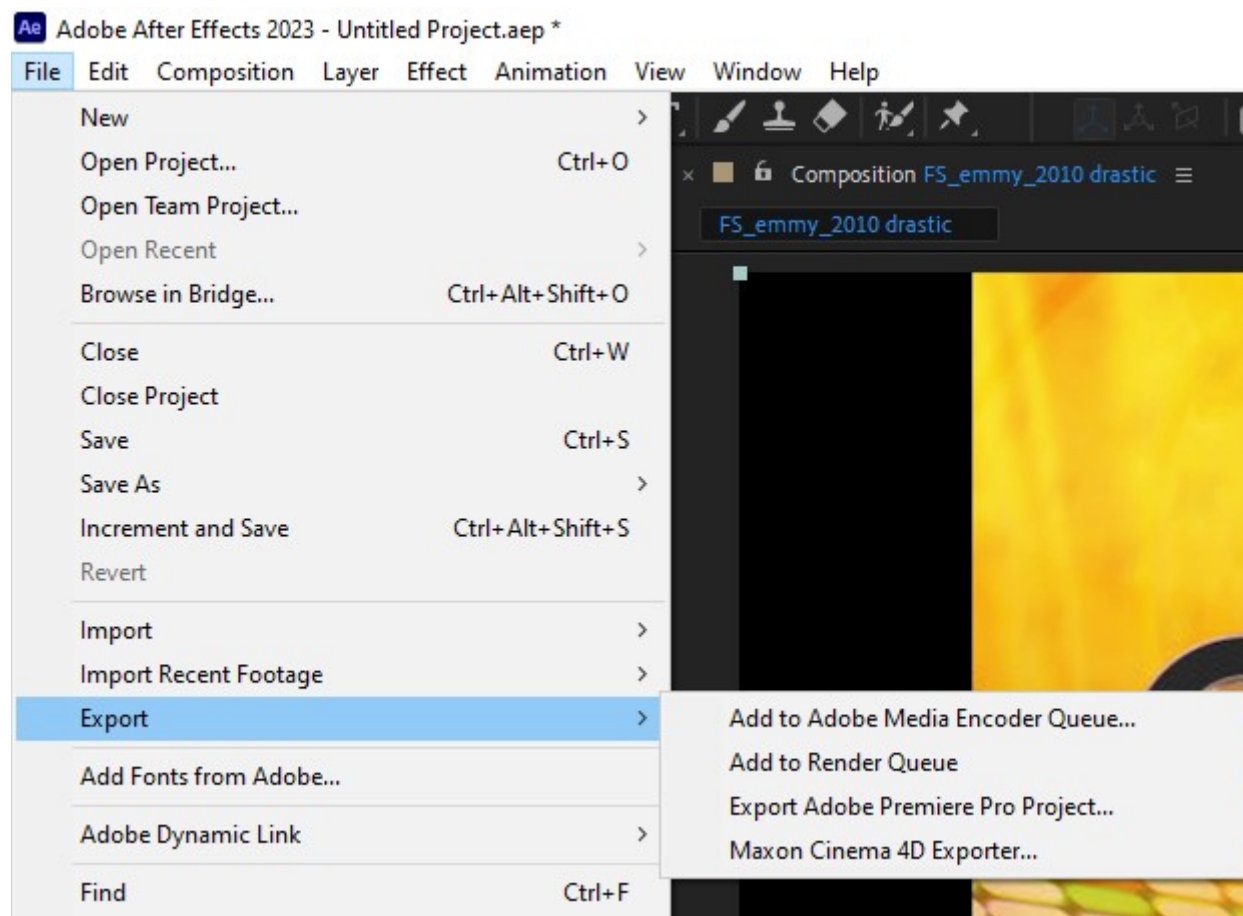 Ae Adobe After Effects 2023 - Untitled Project.aep *
File Edit Composition Layer Effect Animation View Window Help
New
Open Project... Ctrl+O
Open Team Project...
Open Recent
Browse in Bridge... Ctrl+Alt+Shift+O
Close Ctrl+W
Close Project
Save Ctrl+S
Save As
Increment and Save Ctrl+Alt+Shift+S
Revert
Import
Import Recent Footage
Export
Add Fonts from Adobe...
Adobe Dynamic Link
Find Ctrl+F
Composition FS_emmy_2010 drastic
FS_emmy_2010 drastic
Add to Adobe Media Encoder Queue...
Add to Render Queue
Export Adobe Premiere Pro Project...
Maxon Cinema 4D Exporter...